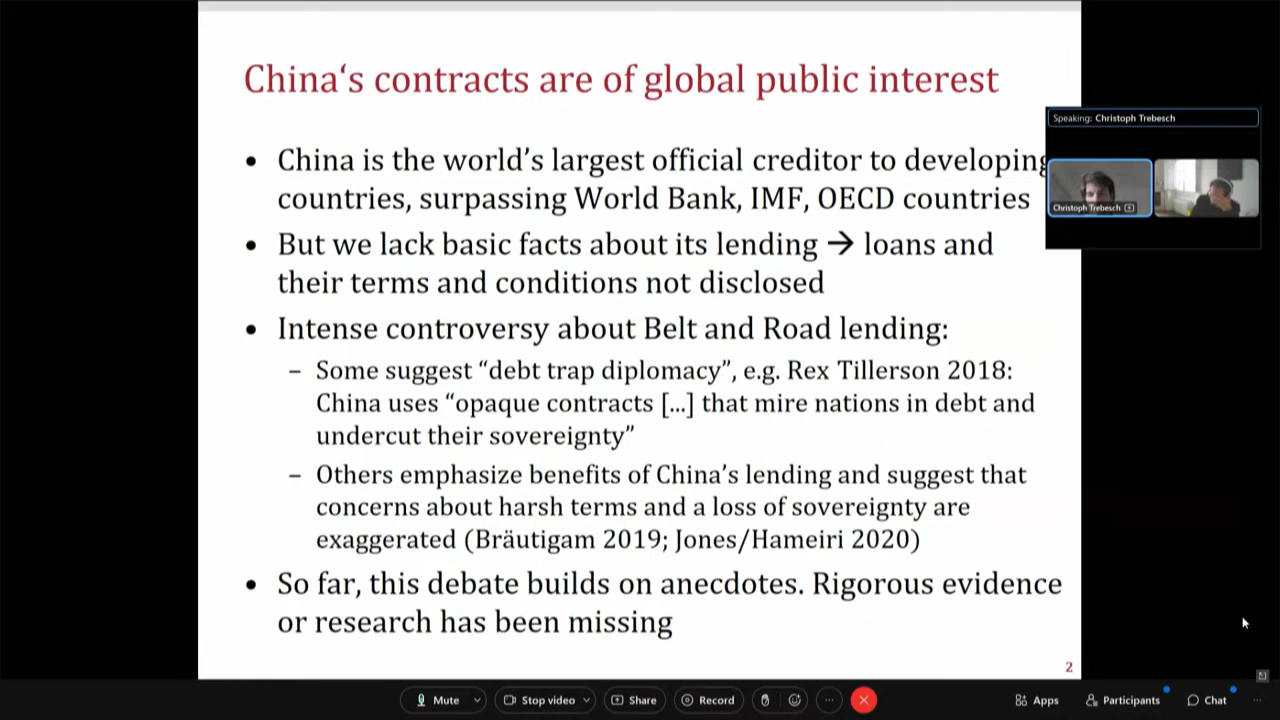 China‘s contracts are of global public interest
• China is the world’s largest official creditor to developing
countries, surpassing World Bank, IMF, OECD countries
• But we lack basic facts about its lending → loans and
their terms and conditions not disclosed
• Intense controversy about Belt and Road lending:
– Some suggest “debt trap diplomacy”, e.g. Rex Tillerson 2018:
China uses “opaque contracts [...] that mire nations in debt and
undercut their sovereignty”
– Others emphasize benefits of China’s lending and suggest that
concerns about harsh terms and a loss of sovereignty are
exaggerated (Bräutigam 2019; Jones/Hameiri 2020)
• So far, this debate builds on anecdotes. Rigorous evidence
or research has been missing
2
Speaking: Christoph Trebesch
Christoph Trebesch
Mute
Stop video
Share
Record
Apps
Participants
Chat